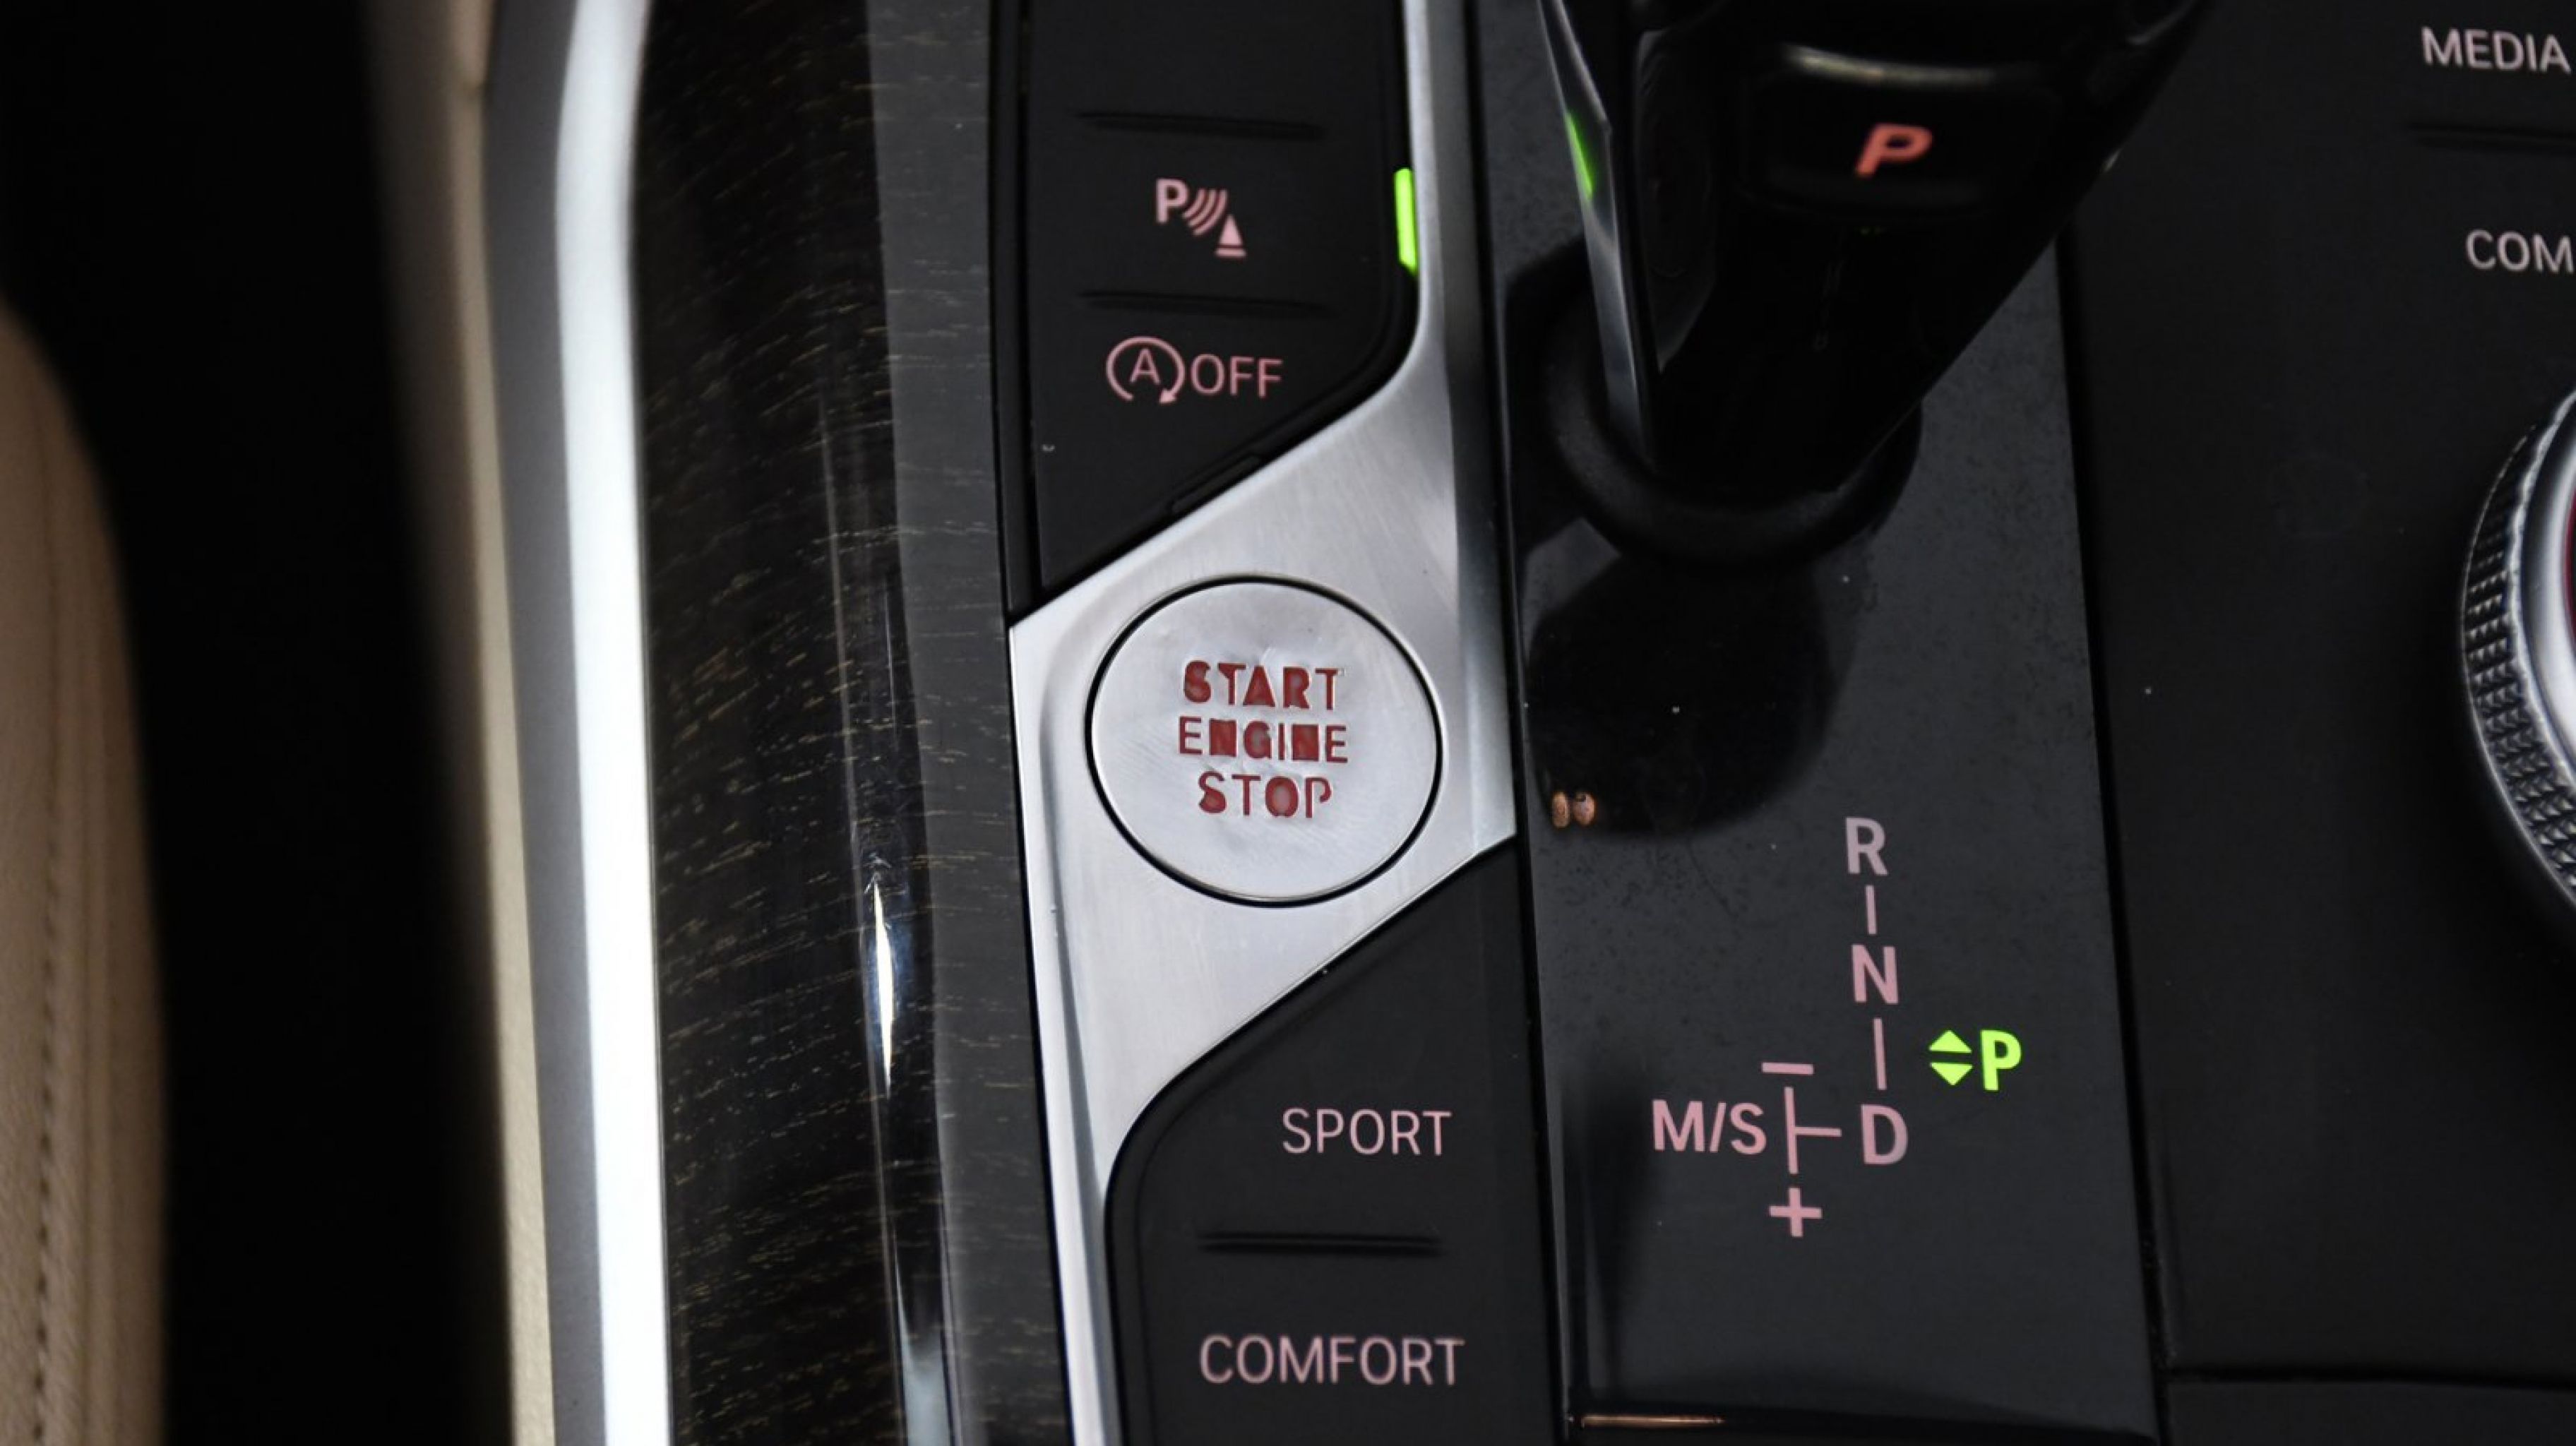 MEDIA
P
P
COM
A OFF
START
ENGINE
STOP
R
N
P
M/S D
SPORT
+
COMFORT